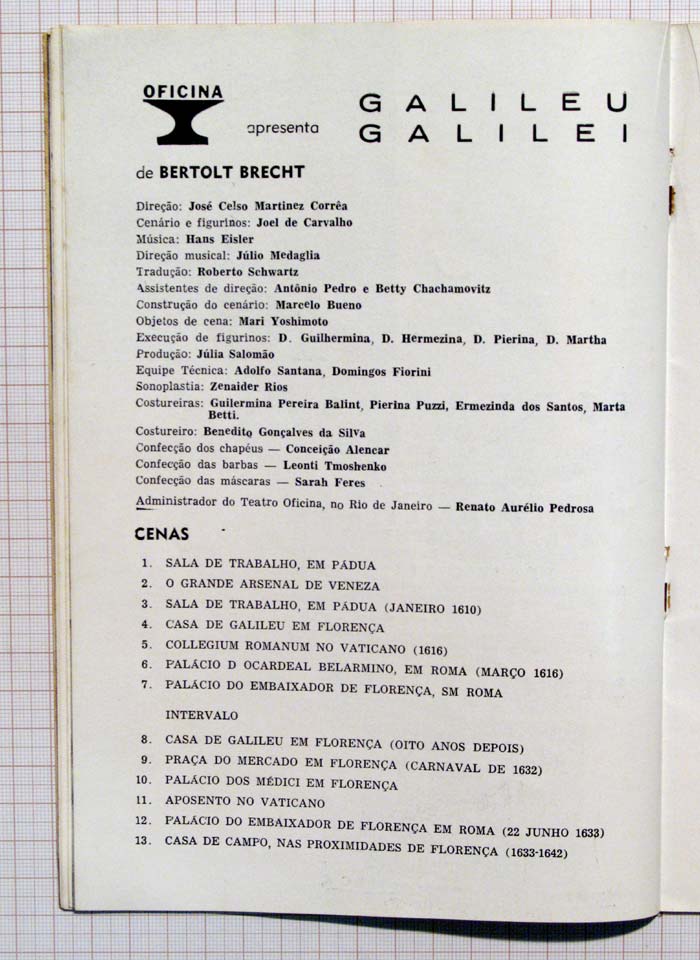 OFICINA
apresenta
GALILEU
GALILEI
de BERTOLT BRECHT
Direção: José Celso Martinez Corrêa
Cenário e figurinos: Joel de Carvalho
Música: Hans Eisler
Direção musical: Júlio Medaglia
Tradução: Roberto Schwartz
Assistentes de direção: Antônio Pedro e Betty Chachamovitz
Construção do cenário: Marcelo Bueno
Objetos de cena: Mari Yoshimoto
Execução de figurinos: D. Guilhermina, D. Hermezina, D. Pierina, D. Martha
Produção: Júlia Salomão
Equipe Técnica: Adolfo Santana, Domingos Fiorini
Sonoplastia: Zenaider Rios
Costureiras: Guilermina Pereira Balint, Pierina Puzzi, Ermezinda dos Santos, Marta
Betti.
Costureiro: Benedito Gonçalves da Silva
Confecção dos chapéus — Conceição Alencar
Confecção das barbas — Leonti Tmoshenko
Confecção das máscaras — Sarah Feres
Administrador do Teatro Oficina, no Rio de Janeiro — Renato Aurélio Pedrosa
CENAS
1. SALA DE TRABALHO, EM PÁDUA
2. O GRANDE ARSENAL DE VENEZA
3. SALA DE TRABALHO, EM PÁDUA (JANEIRO 1610)
4. CASA DE GALILEU EM FLORENÇA
5. COLLEGIUM ROMANUM NO VATICANO (1616)
6. PALÁCIO D OCARDEAL BELARMINO, EM ROMA (MARÇO 1616)
7. PALÁCIO DO EMBAIXADOR DE FLORENÇA, SM ROMA
INTERVALO
8. CASA DE GALILEU EM FLORENÇA (OITO ANOS DEPOIS)
9. PRAÇA DO MERCADO EM FLORENÇA (CARNAVAL DE 1632)
10. PALÁCIO DOS MÉDICI EM FLORENÇA
11. APOSENTO NO VATICANO
12. PALÁCIO DO EMBAIXADOR DE FLORENÇA EM ROMA (22 JUNHO 1633)
13. CASA DE CAMPO, NAS PROXIMIDADES DE FLORENÇA (1633-1642)